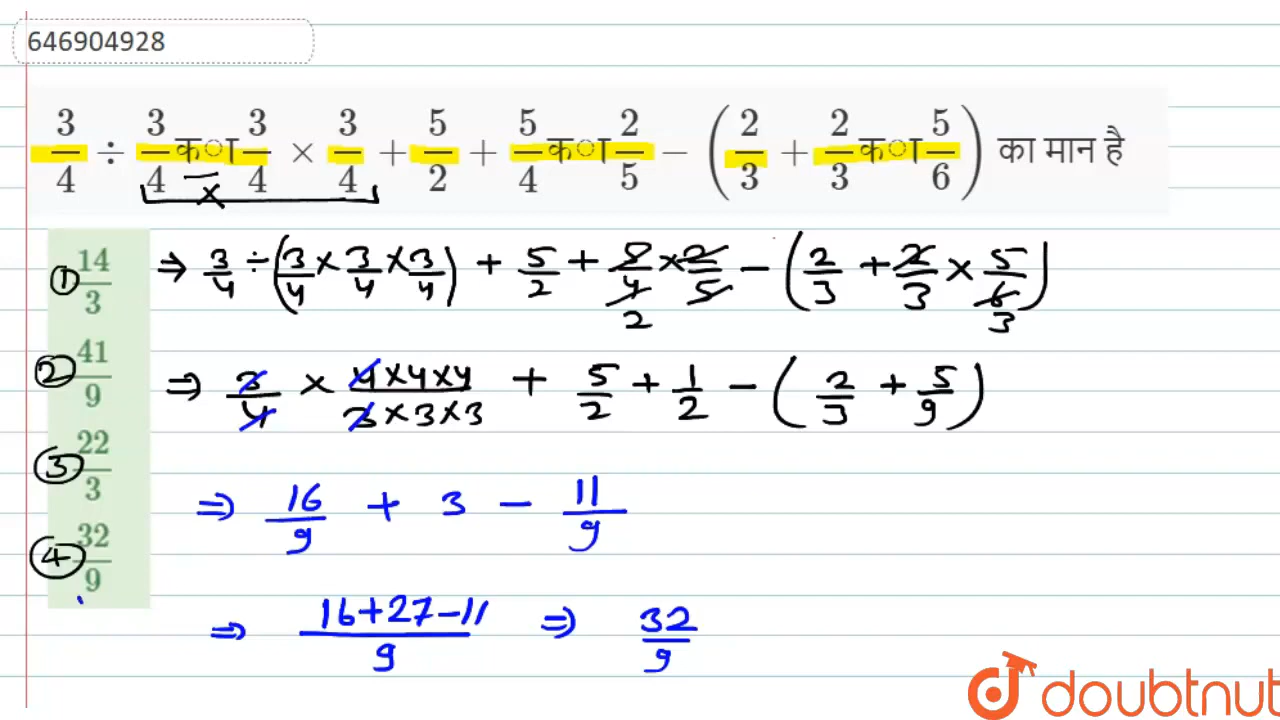 646904928
3/4 ÷ 3/4 का 3/4 × 3/4 + 5/2 + 5/4 का 2/5 − (2/3 + 2/3 का 5/6) का मान है
x
① 14/3
⇒ 3/4 ÷ (3/4 × 3/4 × 3/4) + 5/2 + 5/4 × 2/5 − (2/3 + 2/3 × 5/6)
2 3
② 41/9
⇒ 3/4 × 4×4×4/3×3×3 + 5/2 + 1/2 − (2/3 + 5/9)
③ 22/3
⇒ 16/9 + 3 − 11/9
④ 32/9
⇒ 16+27−11/9 ⇒ 32/9
doubtnut